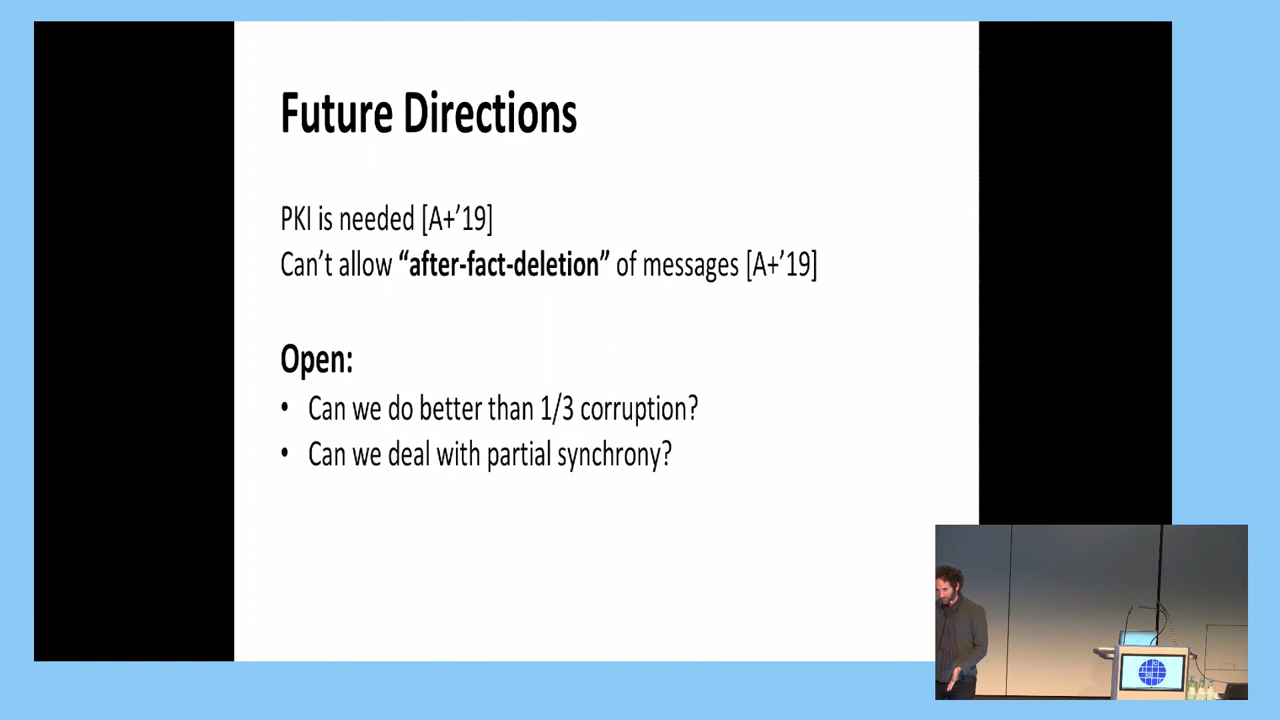 Future Directions
PKI is needed [A+’19]
Can’t allow “after-fact-deletion” of messages [A+’19]
Open:
• Can we do better than 1/3 corruption?
• Can we deal with partial synchrony?